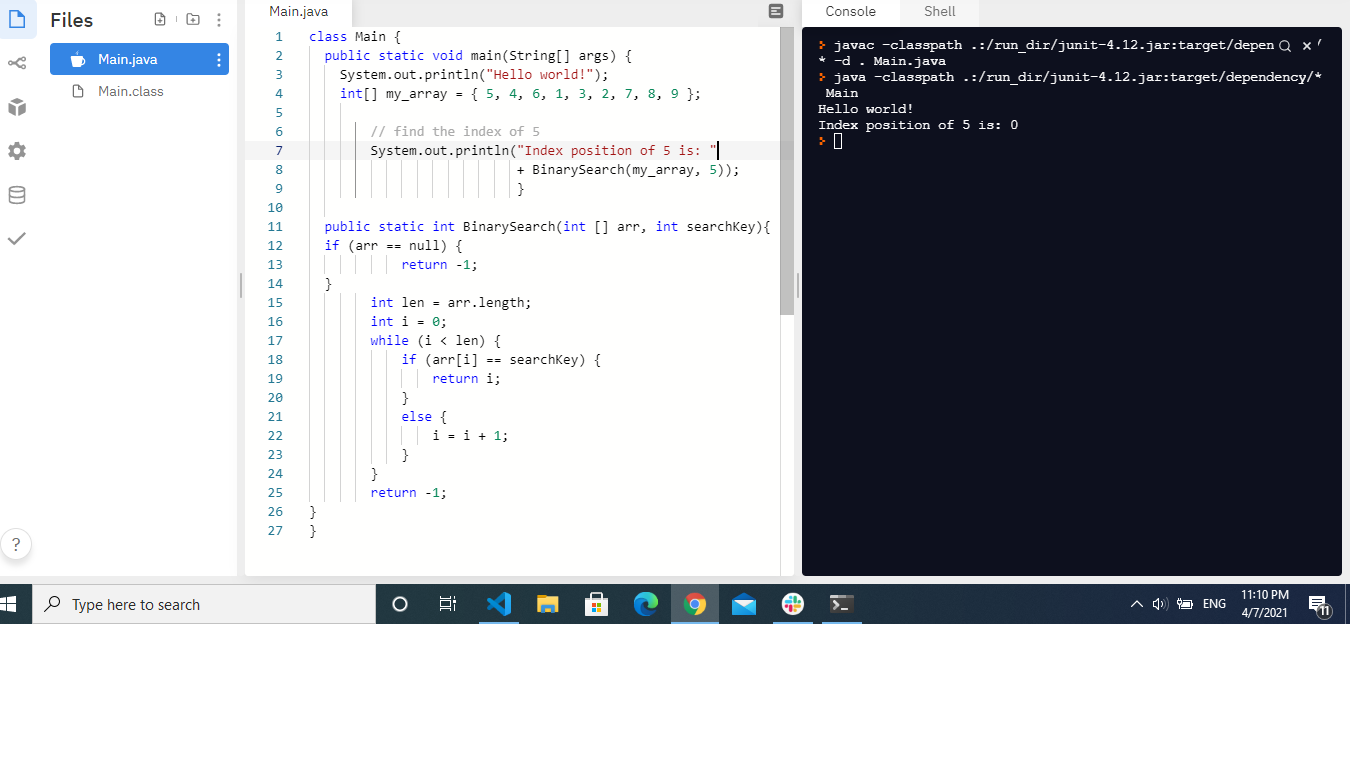 Files
Main.java
Main.class
?
Main.java
1 class Main {
2 public static void main(String[] args) {
3 System.out.println("Hello world!");
4 int[] my_array = { 5, 4, 6, 1, 3, 2, 7, 8, 9 };
5
6 // find the index of 5
7 System.out.println("Index position of 5 is: "
8 + BinarySearch(my_array, 5));
9 }
10
11 public static int BinarySearch(int [] arr, int searchKey){
12 if (arr == null) {
13 return -1;
14 }
15 int len = arr.length;
16 int i = 0;
17 while (i < len) {
18 if (arr[i] == searchKey) {
19 return i;
20 }
21 else {
22 i = i + 1;
23 }
24 }
25 return -1;
26 }
27 }
Console Shell
javac -classpath .:/run_dir/junit-4.12.jar:target/depen
* -d . Main.java
java -classpath .:/run_dir/junit-4.12.jar:target/dependency/*
Main
Hello world!
Index position of 5 is: 0
Type here to search
ENG
11:10 PM
4/7/2021
11